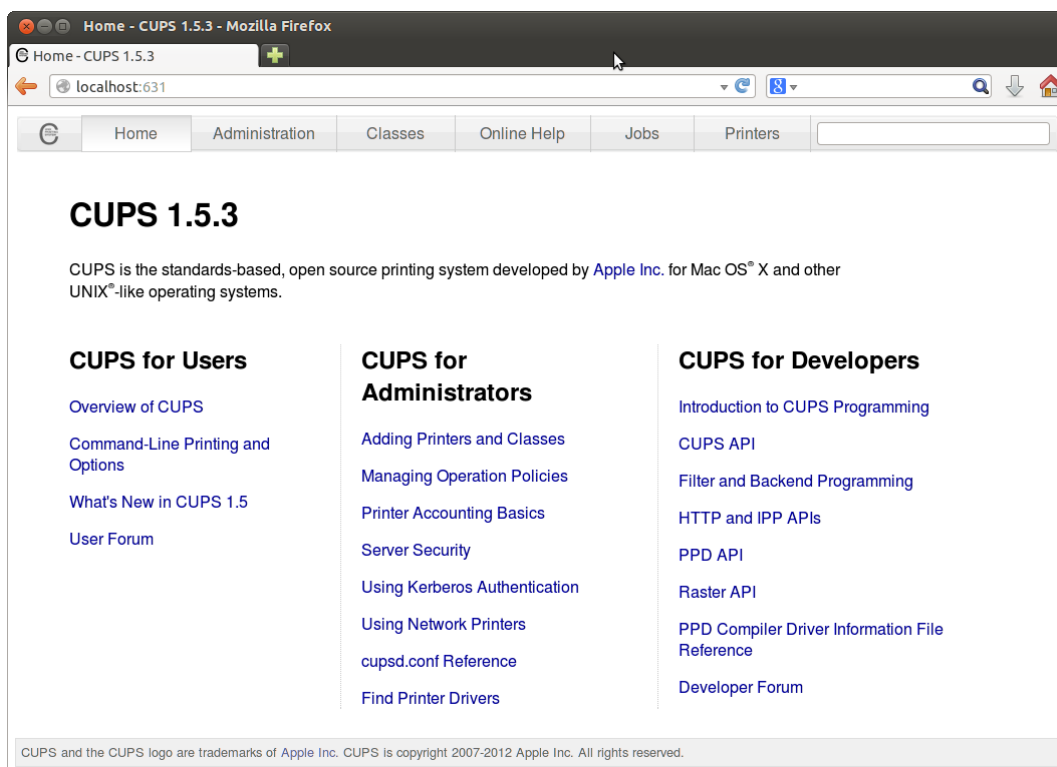 Home - CUPS 1.5.3 - Mozilla Firefox
Home - CUPS 1.5.3
localhost:631
8
Home Administration Classes Online Help Jobs Printers
CUPS 1.5.3
CUPS is the standards-based, open source printing system developed by Apple Inc. for Mac OS® X and other
UNIX®-like operating systems.
CUPS for Users
Overview of CUPS
Command-Line Printing and
Options
What's New in CUPS 1.5
User Forum
CUPS for
Administrators
Adding Printers and Classes
Managing Operation Policies
Printer Accounting Basics
Server Security
Using Kerberos Authentication
Using Network Printers
cupsd.conf Reference
Find Printer Drivers
CUPS for Developers
Introduction to CUPS Programming
CUPS API
Filter and Backend Programming
HTTP and IPP APIs
PPD API
Raster API
PPD Compiler Driver Information File
Reference
Developer Forum
CUPS and the CUPS logo are trademarks of Apple Inc. CUPS is copyright 2007-2012 Apple Inc. All rights reserved.